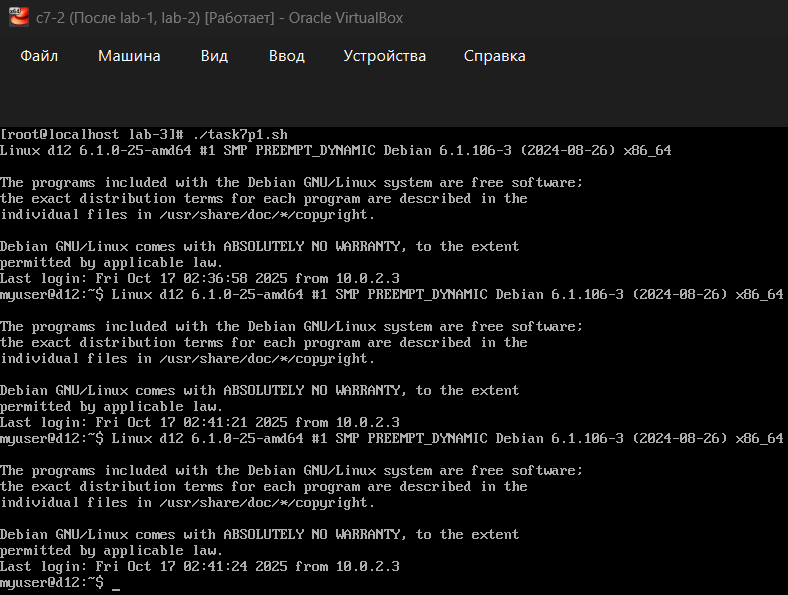 c7-2 (После lab-1, lab-2) [Работает] - Oracle VirtualBox
Файл Машина Вид Ввод Устройства Справка
[root@localhost lab-3]# ./task7p1.sh
Linux d12 6.1.0-25-amd64 #1 SMP PREEMPT_DYNAMIC Debian 6.1.106-3 (2024-08-26) x86_64
The programs included with the Debian GNU/Linux system are free software;
the exact distribution terms for each program are described in the
individual files in /usr/share/doc/*/copyright.
Debian GNU/Linux comes with ABSOLUTELY NO WARRANTY, to the extent
permitted by applicable law.
Last login: Fri Oct 17 02:36:58 2025 from 10.0.2.3
myuser@d12:~$ Linux d12 6.1.0-25-amd64 #1 SMP PREEMPT_DYNAMIC Debian 6.1.106-3 (2024-08-26) x86_64
The programs included with the Debian GNU/Linux system are free software;
the exact distribution terms for each program are described in the
individual files in /usr/share/doc/*/copyright.
Debian GNU/Linux comes with ABSOLUTELY NO WARRANTY, to the extent
permitted by applicable law.
Last login: Fri Oct 17 02:41:21 2025 from 10.0.2.3
myuser@d12:~$ Linux d12 6.1.0-25-amd64 #1 SMP PREEMPT_DYNAMIC Debian 6.1.106-3 (2024-08-26) x86_64
The programs included with the Debian GNU/Linux system are free software;
the exact distribution terms for each program are described in the
individual files in /usr/share/doc/*/copyright.
Debian GNU/Linux comes with ABSOLUTELY NO WARRANTY, to the extent
permitted by applicable law.
Last login: Fri Oct 17 02:41:24 2025 from 10.0.2.3
myuser@d12:~$ _